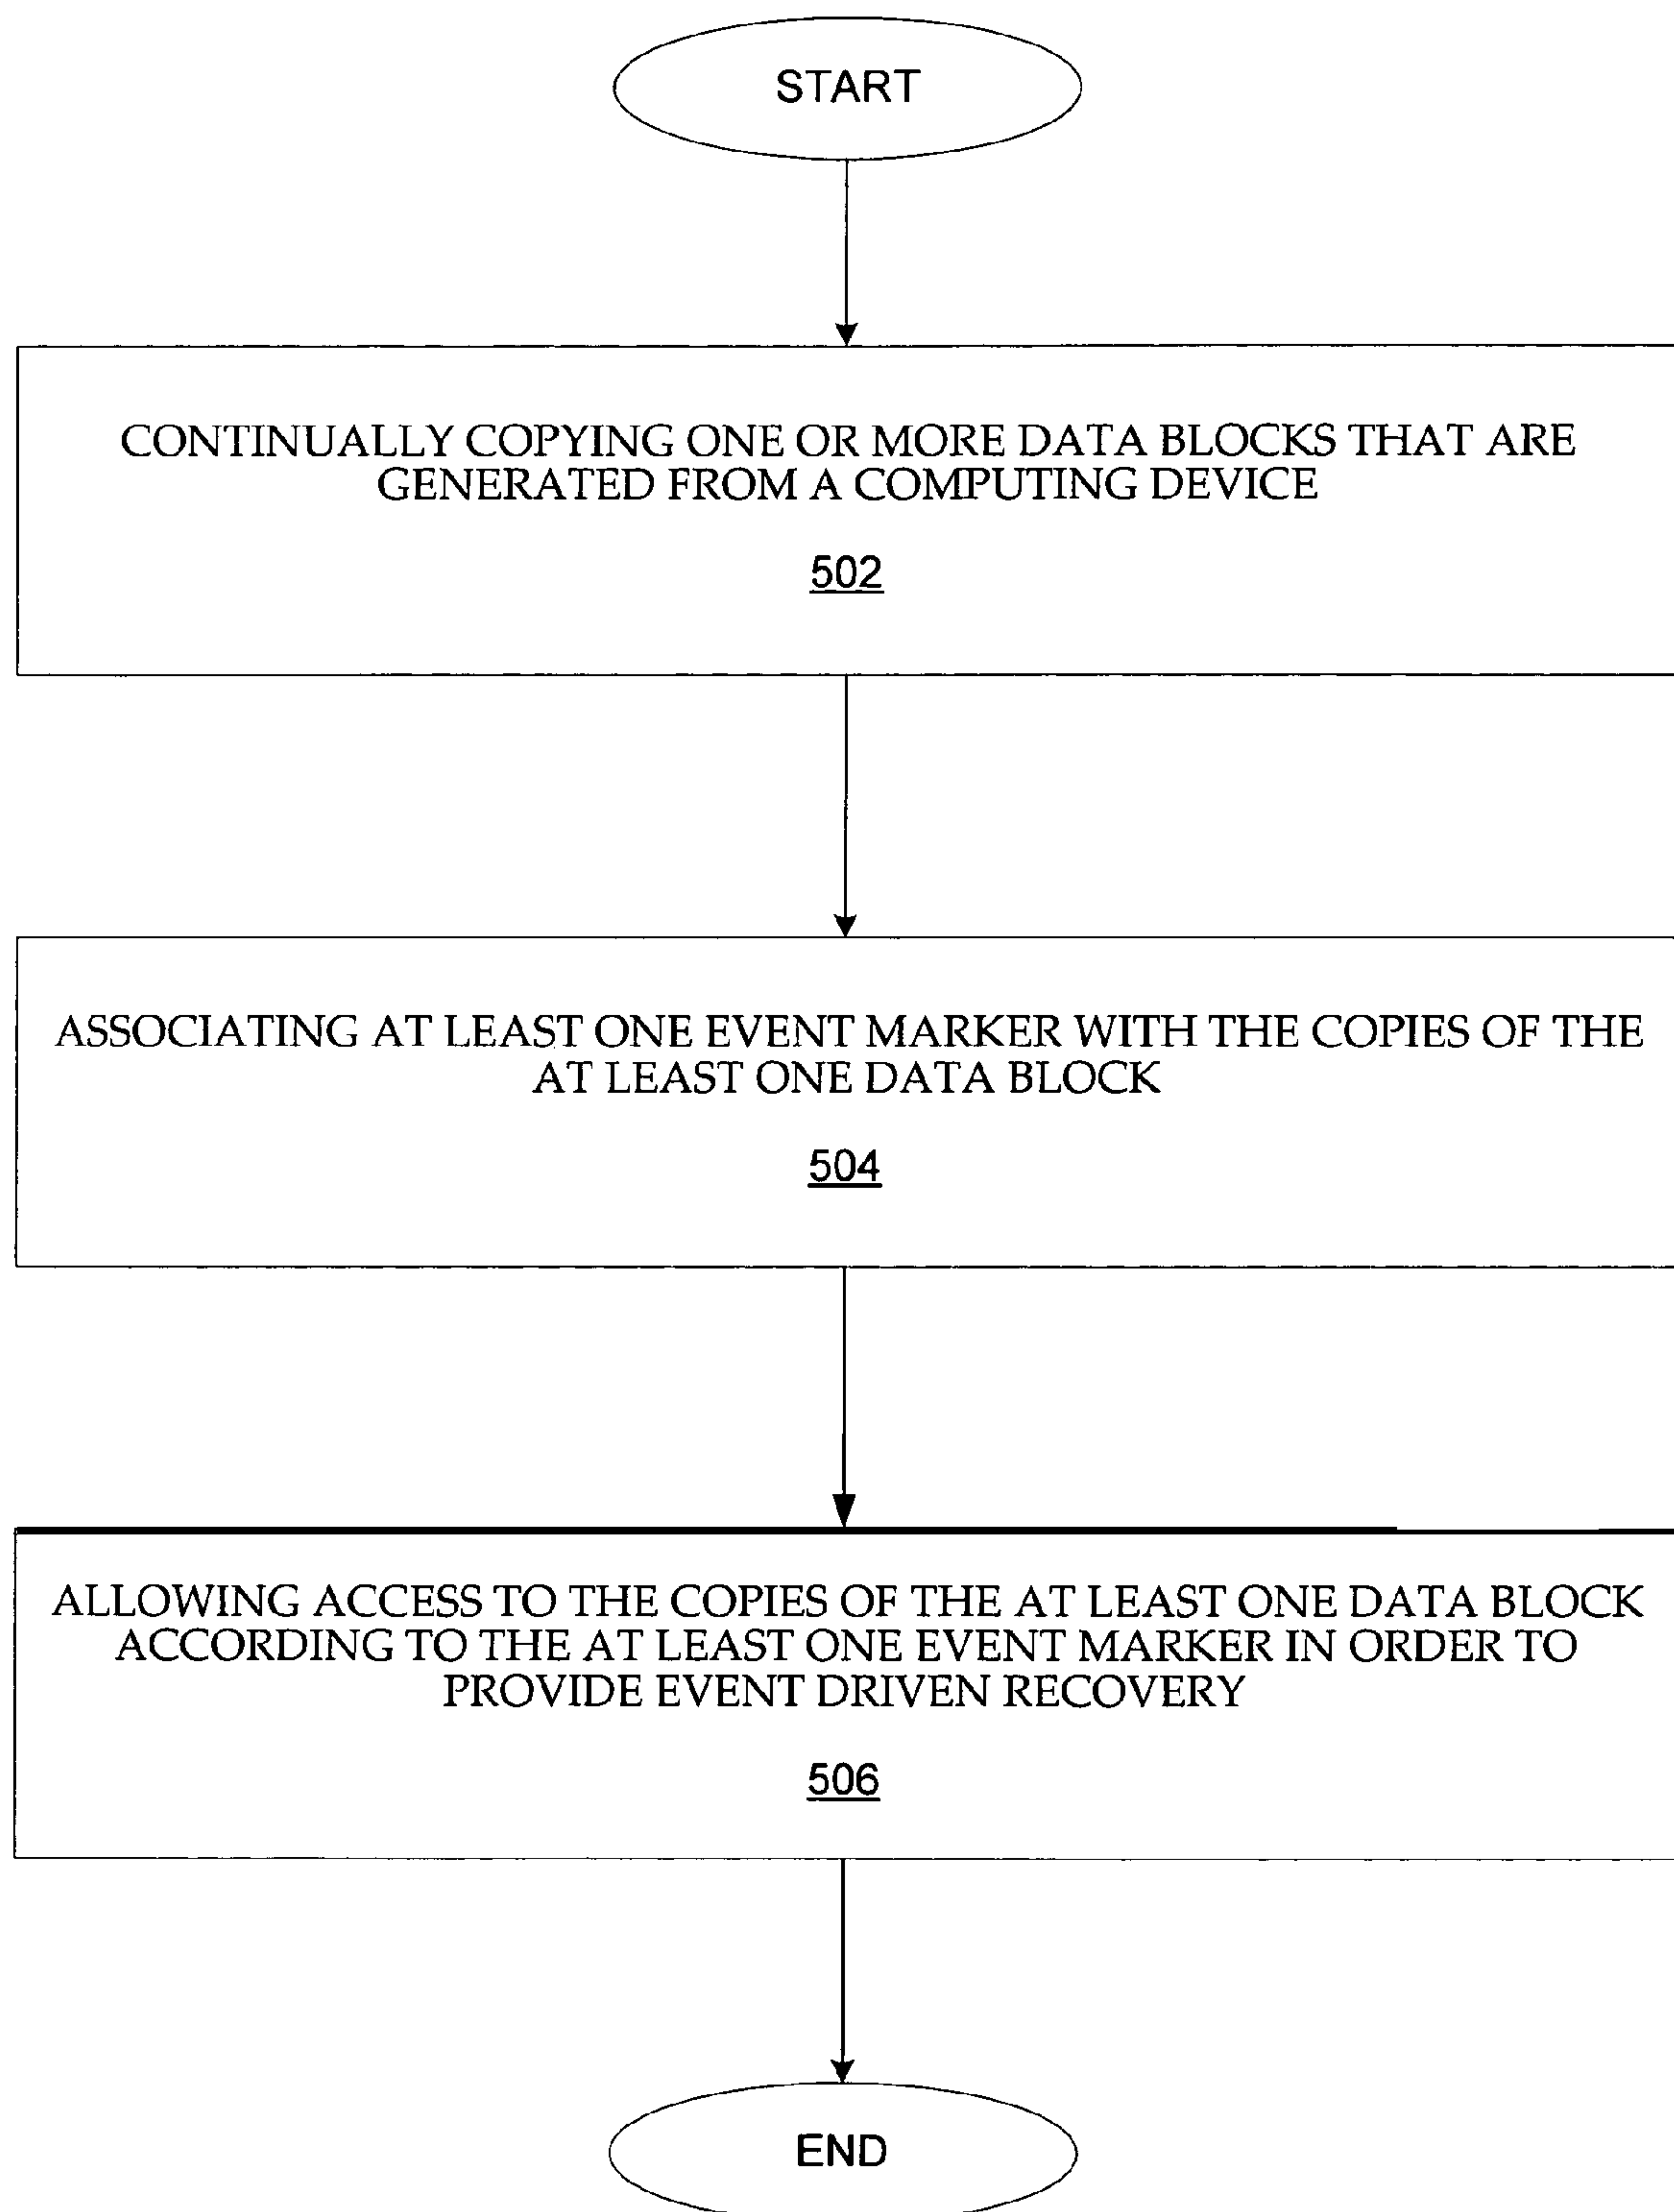 START
CONTINUALLY COPYING ONE OR MORE DATA BLOCKS THAT ARE
GENERATED FROM A COMPUTING DEVICE
502
ASSOCIATING AT LEAST ONE EVENT MARKER WITH THE COPIES OF THE
AT LEAST ONE DATA BLOCK
504
ALLOWING ACCESS TO THE COPIES OF THE AT LEAST ONE DATA BLOCK
ACCORDING TO THE AT LEAST ONE EVENT MARKER IN ORDER TO
PROVIDE EVENT DRIVEN RECOVERY
506
END